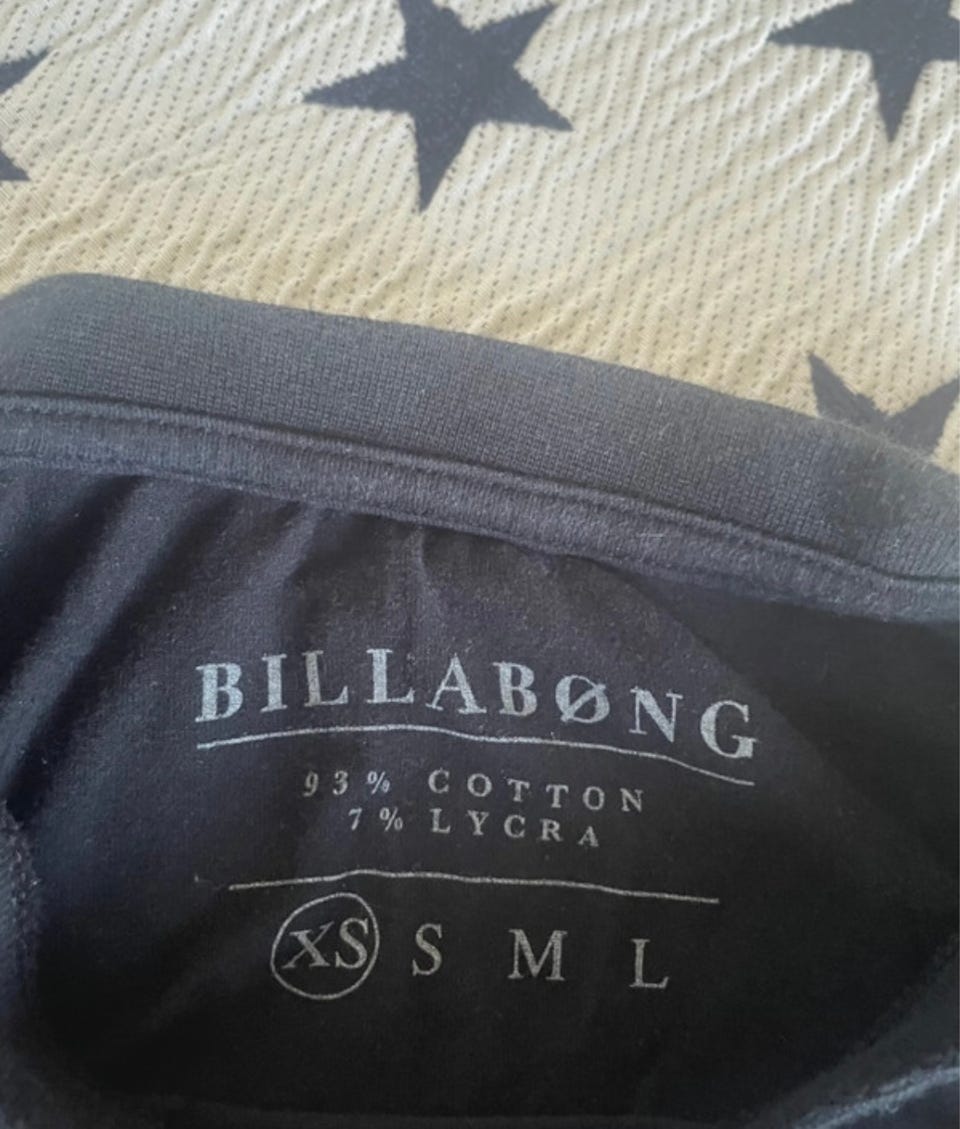 BILLABØNG
93% COTTON
7% LYCRA
XS S M L